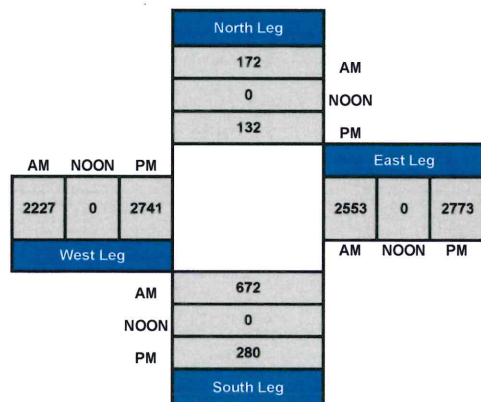 North Leg
172 AM
0 NOON
132 PM
AM NOON PM
East Leg
2227 0 2741
2553 0 2773
West Leg
AM NOON PM
AM 672
NOON 0
PM 280
South Leg